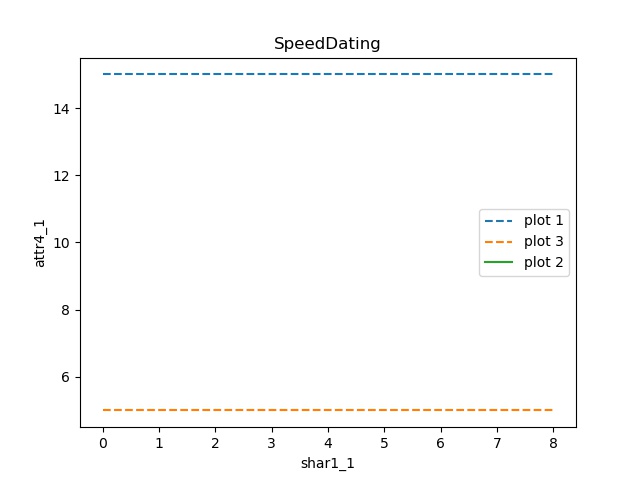 SpeedDating
14
12
10
8
6
attr4_1
0 1 2 3 4 5 6 7 8
shar1_1
plot 1
plot 3
plot 2